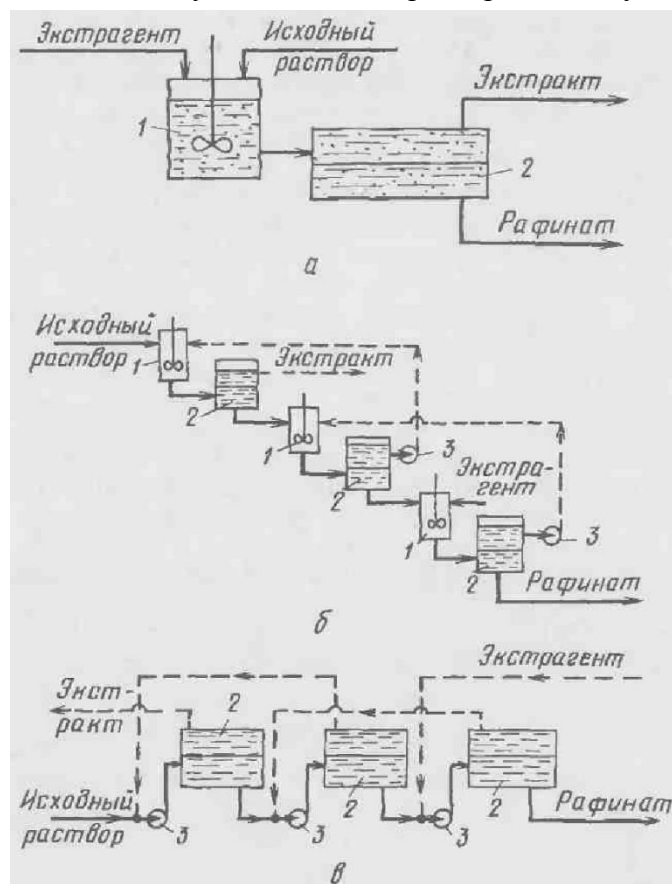 Экстрагент
Исходный
раствор
Экстракт
1
2
Рафинат
а
Исходный
раствор
1
Экстракт
2
1
3
2
Экстра-
гент
1
3
2
Рафинат
б
Экстрагент
Экст-
ракт
2
2
2
Исходный
раствор
3
3
3
Рафинат
в